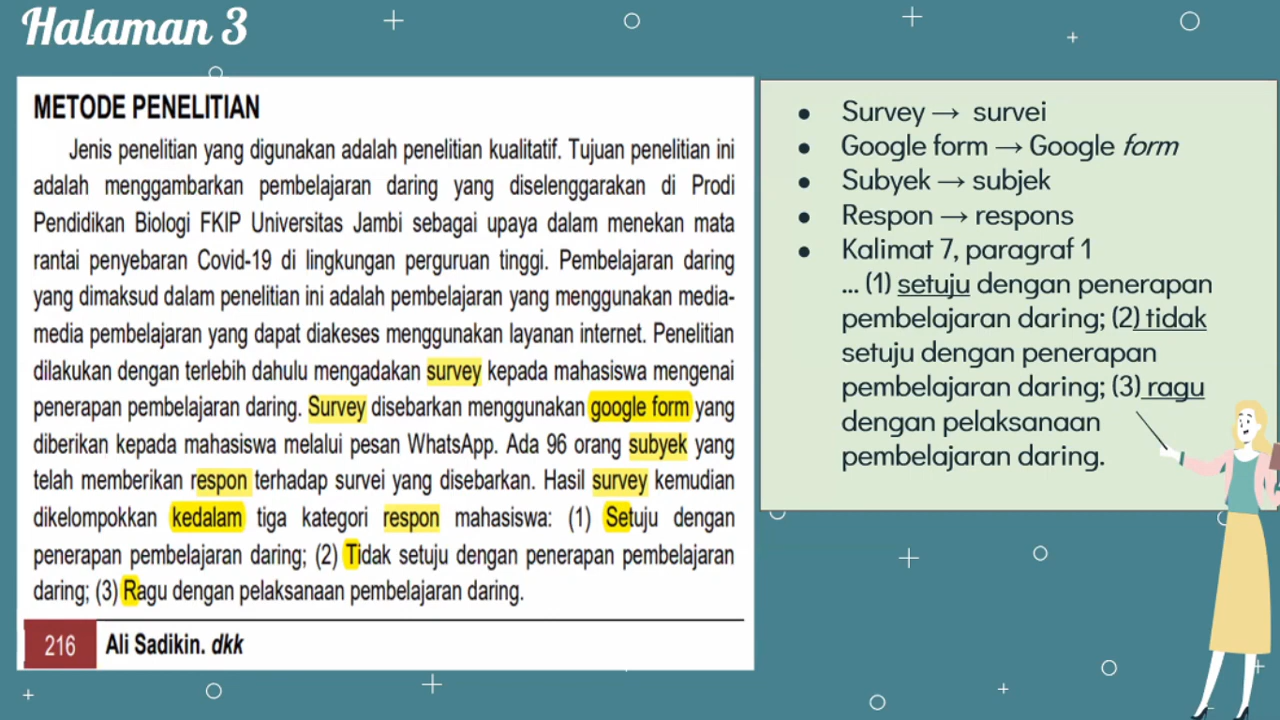 Halaman 3
METODE PENELITIAN
Jenis penelitian yang digunakan adalah penelitian kualitatif. Tujuan penelitian ini
adalah menggambarkan pembelajaran daring yang diselenggarakan di Prodi
Pendidikan Biologi FKIP Universitas Jambi sebagai upaya dalam menekan mata
rantai penyebaran Covid-19 di lingkungan perguruan tinggi. Pembelajaran daring
yang dimaksud dalam penelitian ini adalah pembelajaran yang menggunakan media-
media pembelajaran yang dapat diakeses menggunakan layanan internet. Penelitian
dilakukan dengan terlebih dahulu mengadakan survey kepada mahasiswa mengenai
penerapan pembelajaran daring. Survey disebarkan menggunakan google form yang
diberikan kepada mahasiswa melalui pesan WhatsApp. Ada 96 orang subyek yang
telah memberikan respon terhadap survei yang disebarkan. Hasil survey kemudian
dikelompokkan kedalam tiga kategori respon mahasiswa: (1) Setuju dengan
penerapan pembelajaran daring; (2) Tidak setuju dengan penerapan pembelajaran
daring; (3) Ragu dengan pelaksanaan pembelajaran daring.
216 Ali Sadikin. dkk
● Survey → survei
● Google form → Google form
● Subyek → subjek
● Respon → respons
● Kalimat 7, paragraf 1
... (1) setuju dengan penerapan
pembelajaran daring; (2) tidak
setuju dengan penerapan
pembelajaran daring; (3) ragu
dengan pelaksanaan
pembelajaran daring.